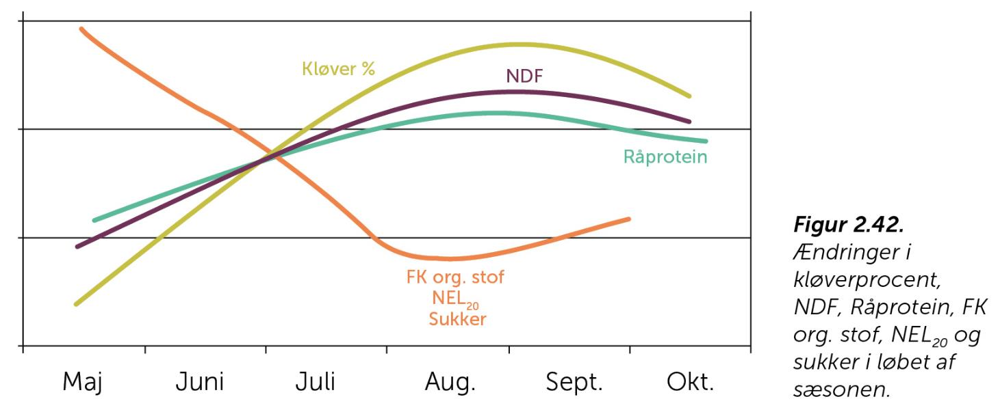 Kløver %
NDF
Råprotein
FK org. stof
NEL20
Sukker
Maj Juni Juli Aug. Sept. Okt.
Figur 2.42.
Ændringer i
kløverprocent,
NDF, Råprotein, FK
org. stof, NEL20 og
sukker i løbet af
sæsonen.